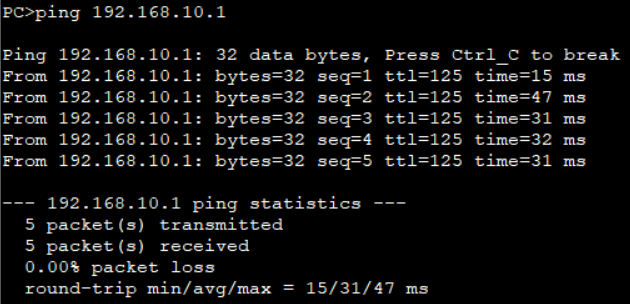 PC>ping 192.168.10.1
Ping 192.168.10.1: 32 data bytes, Press Ctrl_C to break
From 192.168.10.1: bytes=32 seq=1 ttl=125 time=15 ms
From 192.168.10.1: bytes=32 seq=2 ttl=125 time=47 ms
From 192.168.10.1: bytes=32 seq=3 ttl=125 time=31 ms
From 192.168.10.1: bytes=32 seq=4 ttl=125 time=32 ms
From 192.168.10.1: bytes=32 seq=5 ttl=125 time=31 ms
--- 192.168.10.1 ping statistics ---
5 packet(s) transmitted
5 packet(s) received
0.00% packet loss
round-trip min/avg/max = 15/31/47 ms